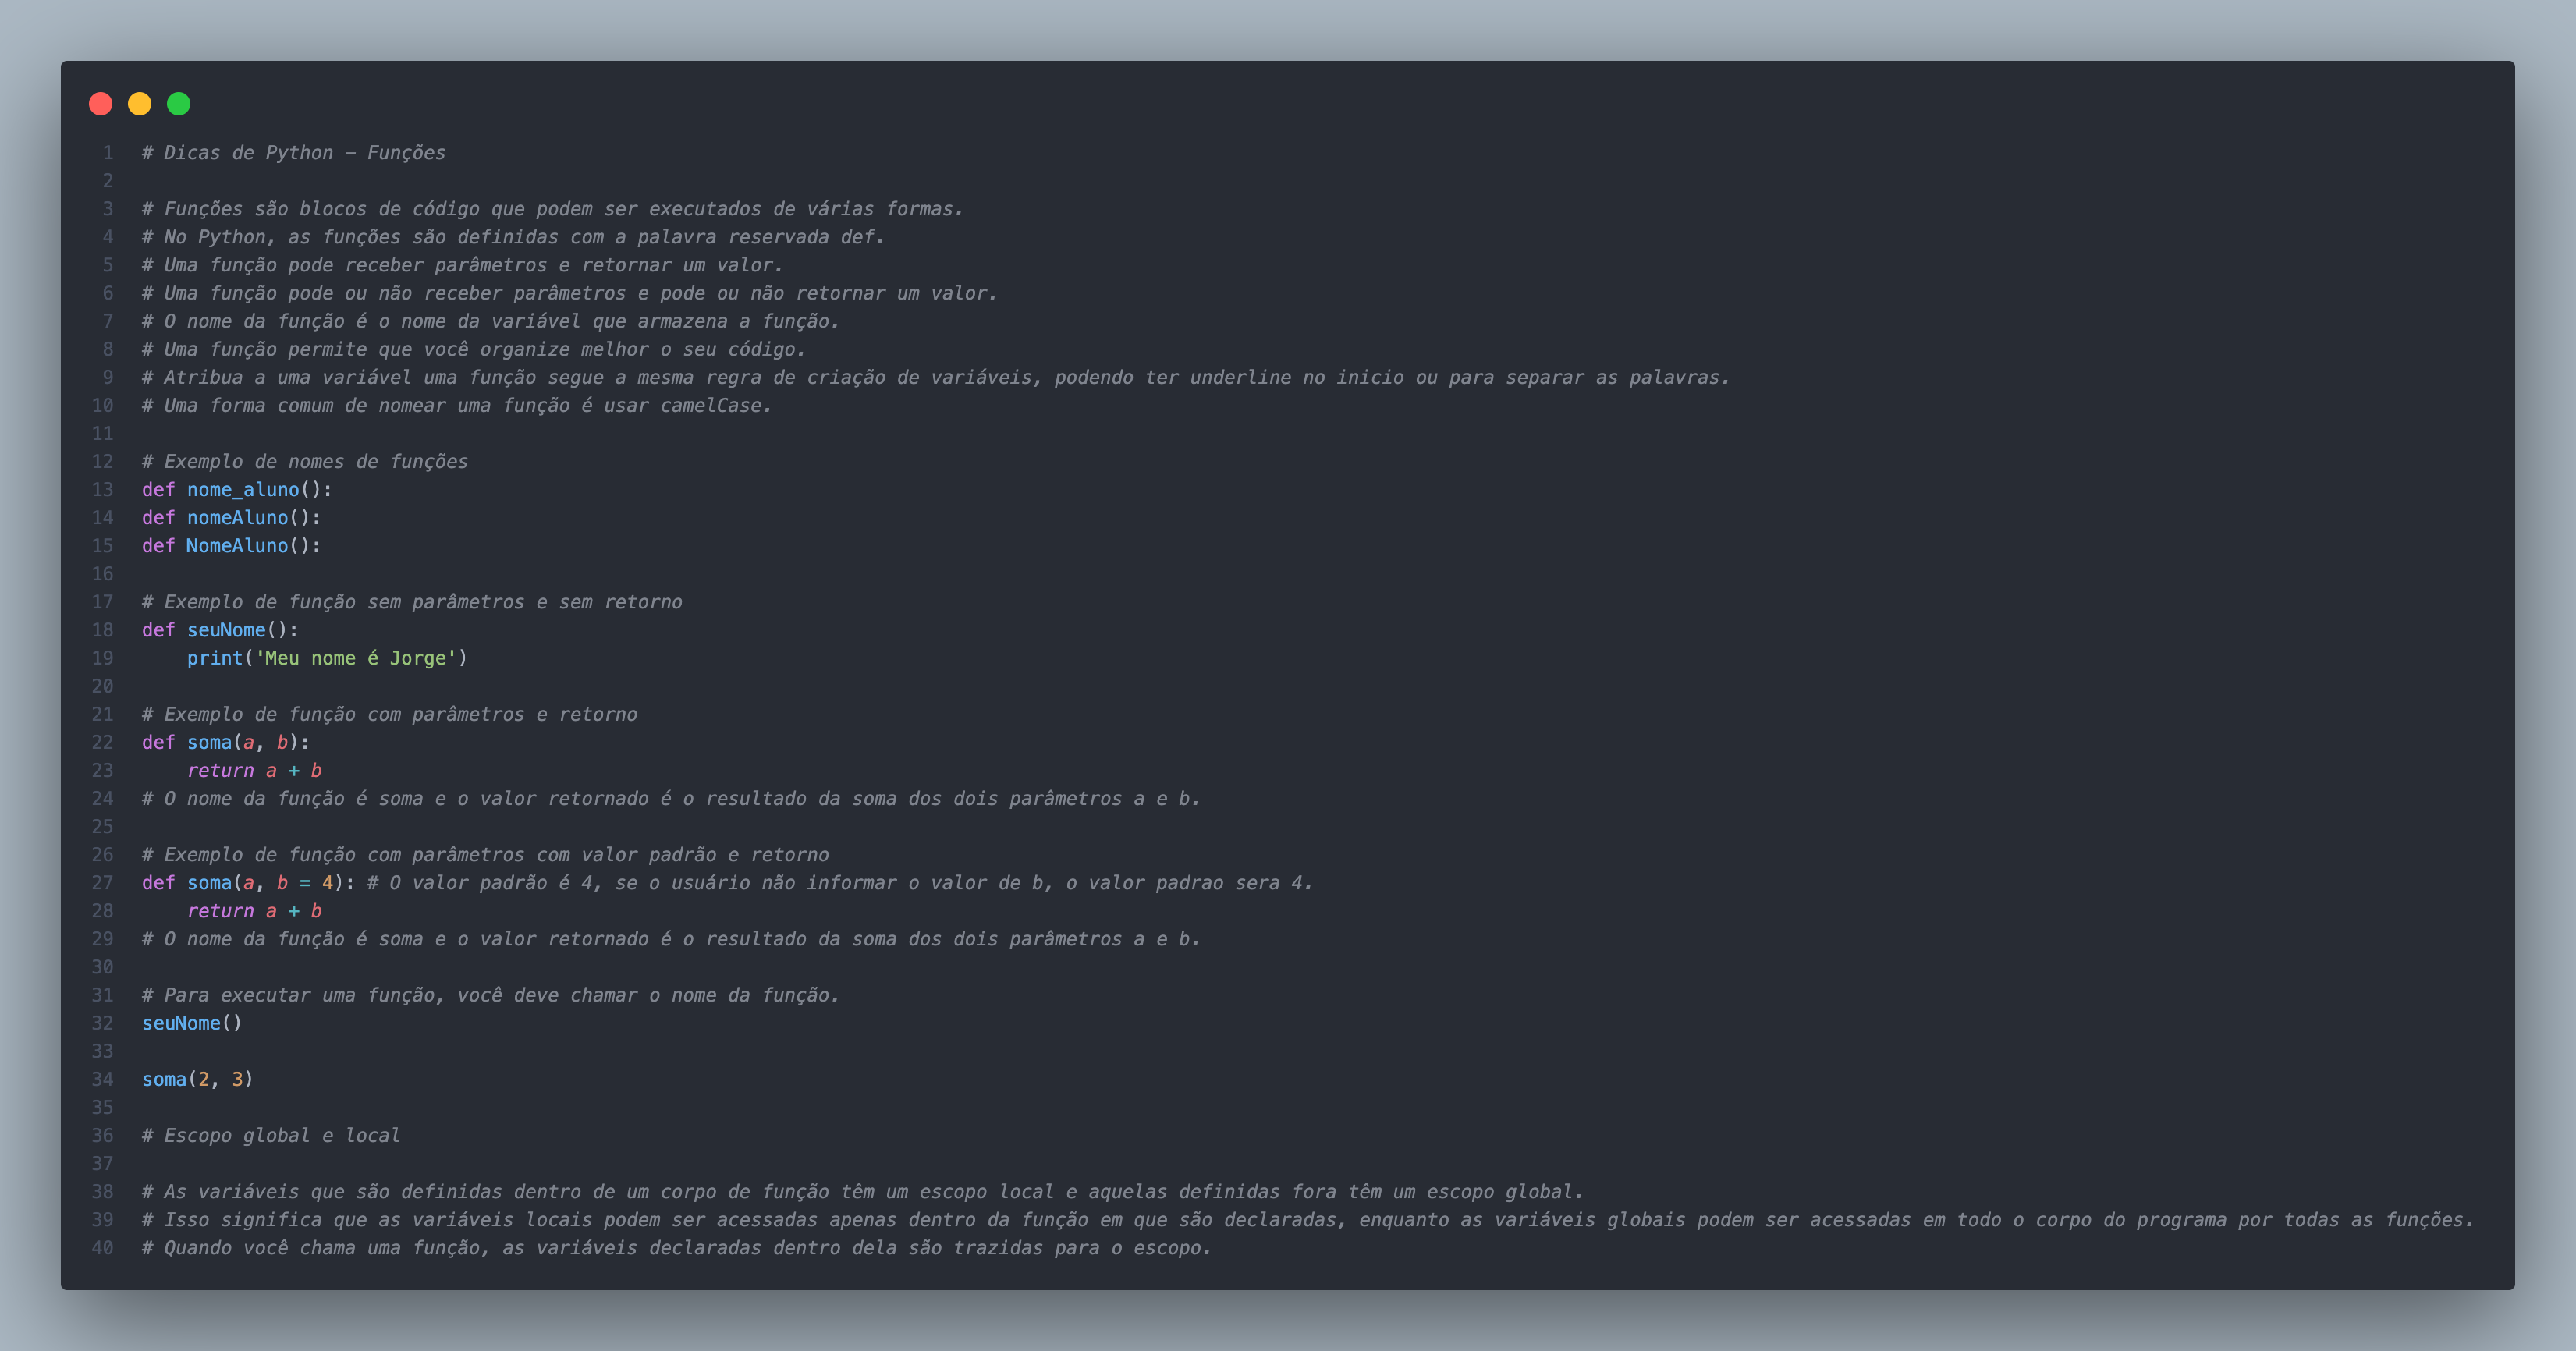 1 # Dicas de Python - Funções
2
3 # Funções são blocos de código que podem ser executados de várias formas.
4 # No Python, as funções são definidas com a palavra reservada def.
5 # Uma função pode receber parâmetros e retornar um valor.
6 # Uma função pode ou não receber parâmetros e pode ou não retornar um valor.
7 # O nome da função é o nome da variável que armazena a função.
8 # Uma função permite que você organize melhor o seu código.
9 # Atribua a uma variável uma função segue a mesma regra de criação de variáveis, podendo ter underline no inicio ou para separar as palavras.
10 # Uma forma comum de nomear uma função é usar camelCase.
11
12 # Exemplo de nomes de funções
13 def nome_aluno():
14 def nomeAluno():
15 def NomeAluno():
16
17 # Exemplo de função sem parâmetros e sem retorno
18 def seuNome():
19     print('Meu nome é Jorge')
20
21 # Exemplo de função com parâmetros e retorno
22 def soma(a, b):
23     return a + b
24 # O nome da função é soma e o valor retornado é o resultado da soma dos dois parâmetros a e b.
25
26 # Exemplo de função com parâmetros com valor padrão e retorno
27 def soma(a, b = 4): # O valor padrão é 4, se o usuário não informar o valor de b, o valor padrao sera 4.
28     return a + b
29 # O nome da função é soma e o valor retornado é o resultado da soma dos dois parâmetros a e b.
30
31 # Para executar uma função, você deve chamar o nome da função.
32 seuNome()
33
34 soma(2, 3)
35
36 # Escopo global e local
37
38 # As variáveis que são definidas dentro de um corpo de função têm um escopo local e aquelas definidas fora têm um escopo global.
39 # Isso significa que as variáveis locais podem ser acessadas apenas dentro da função em que são declaradas, enquanto as variáveis globais podem ser acessadas em todo o corpo do programa por todas as funções.
40 # Quando você chama uma função, as variáveis declaradas dentro dela são trazidas para o escopo.